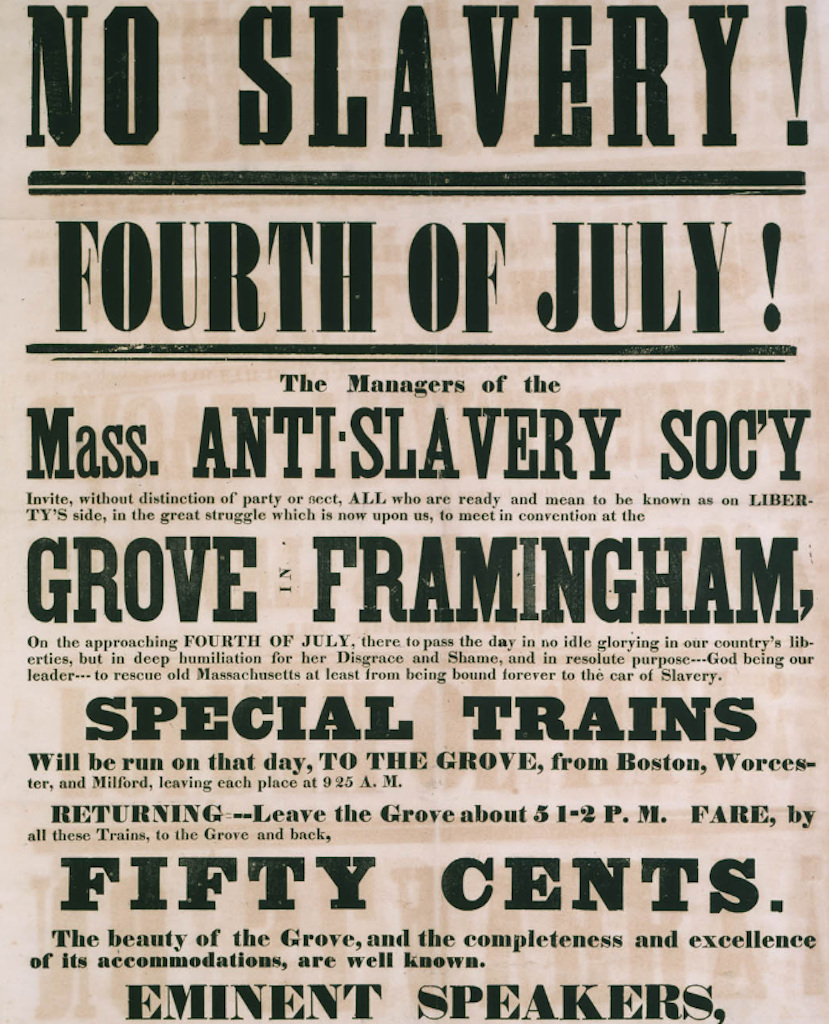 NO SLAVERY!
FOURTH OF JULY!
The Managers of the
Mass. ANTI-SLAVERY SOC'Y
Invite, without distinction of party or sect, ALL who are ready and mean to be known as on LIBER-
TY'S side, in the great struggle which is now upon us, to meet in convention at the
GROVE IN FRAMINGHAM,
On the approaching FOURTH OF JULY, there to pass the day in no idle glorying in our country's lib-
erties, but in deep humiliation for her Disgrace and Shame, and in resolute purpose---God being our
leader---to rescue old Massachusetts at least from being bound forever to the car of Slavery.
SPECIAL TRAINS
Will be run on that day, TO THE GROVE, from Boston, Worces-
ter, and Milford, leaving each place at 9 25 A. M.
RETURNING---Leave the Grove about 5 1-2 P. M. FARE, by
all these Trains, to the Grove and back,
FIFTY CENTS.
The beauty of the Grove, and the completeness and excellence
of its accommodations, are well known.
EMINENT SPEAKERS,